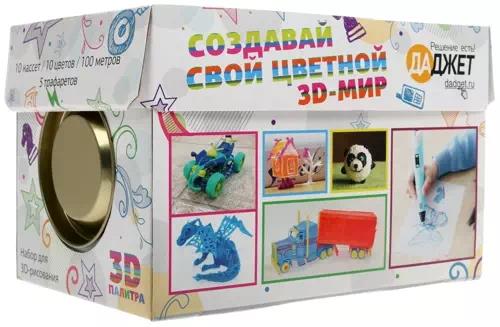 10 кассет/10 цветов/100 метров
5 трафаретов
СОЗДАВАЙ
СВОЙ ЦВЕТНОЙ
3D-МИР
Решение есть!
ДАДЖЕТ
dadget.ru
Набор для
3D-рисования
3D
ПАЛИТРА